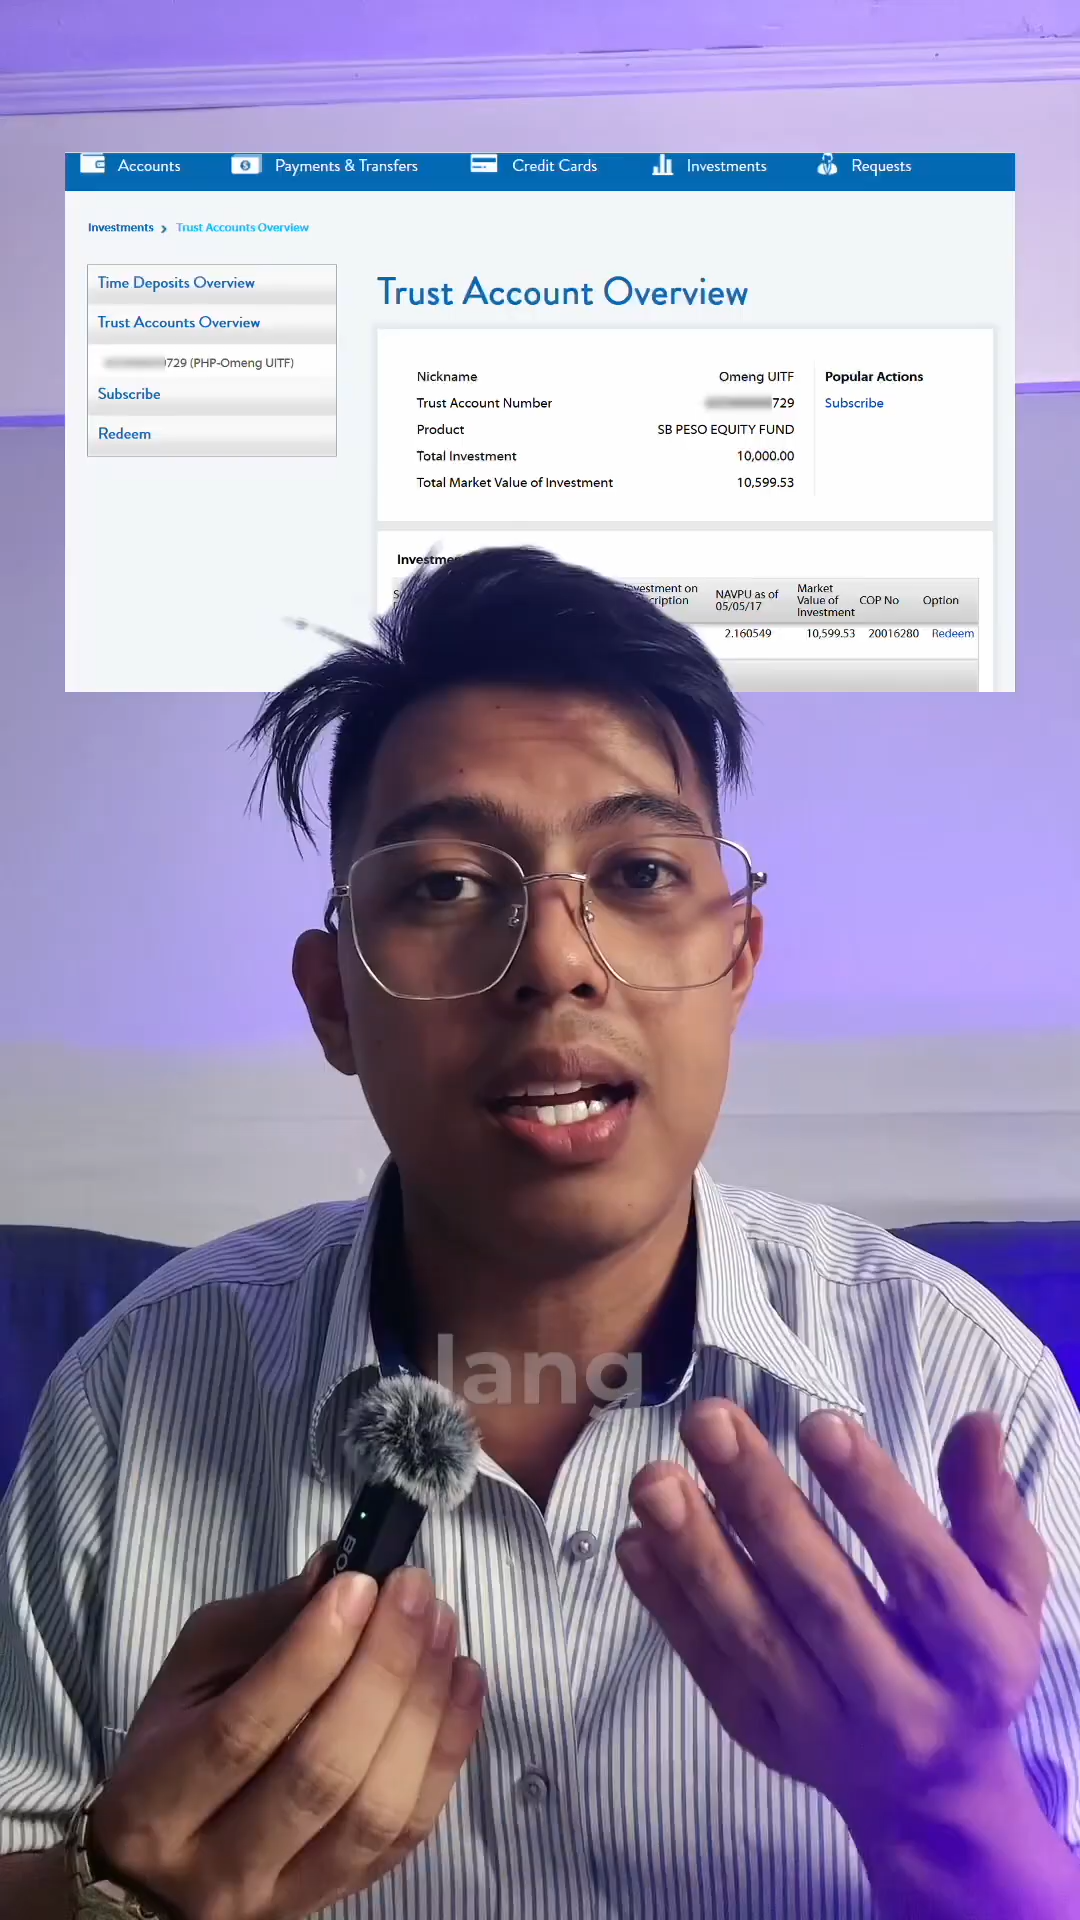 Accounts Payments & Transfers Credit Cards Investments Requests
Investments > Trust Accounts Overview
Time Deposits Overview
Trust Accounts Overview
729 (PHP-Omeng UITF)
Subscribe
Redeem
Trust Account Overview
Nickname Omeng UITF
Trust Account Number 729
Product SB PESO EQUITY FUND
Total Investment 10,000.00
Total Market Value of Investment 10,599.53
Popular Actions
Subscribe
NAVPU as of
05/05/17
Market
Value of
Investment
COP No
Option
2.160549 10,599.53 20016280 Redeem
lang